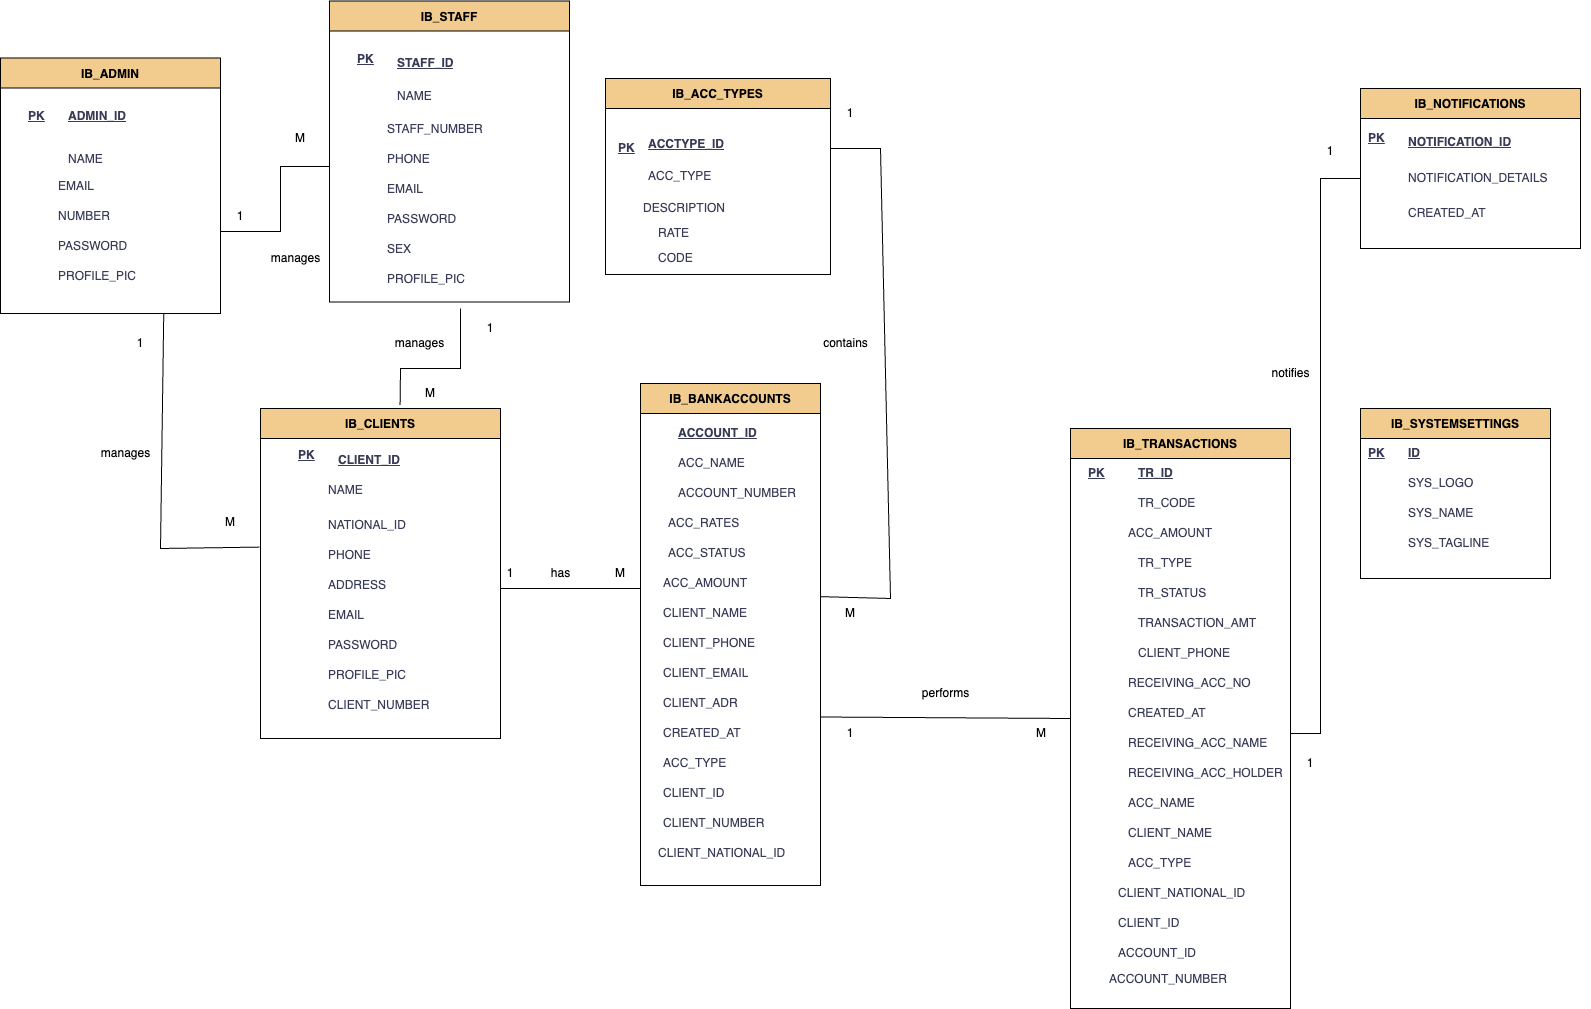 IB_STAFF
PK
STAFF_ID
NAME
STAFF_NUMBER
PHONE
EMAIL
PASSWORD
SEX
PROFILE_PIC
IB_ADMIN
PK
ADMIN_ID
NAME
EMAIL
NUMBER
PASSWORD
PROFILE_PIC
M
1
manages
IB_ACC_TYPES
PK
ACCTYPE_ID
ACC_TYPE
DESCRIPTION
RATE
CODE
1
contains
M
IB_NOTIFICATIONS
PK
NOTIFICATION_ID
NOTIFICATION_DETAILS
CREATED_AT
1
notifies
1
1
manages
M
1
manages
M
IB_CLIENTS
PK
CLIENT_ID
NAME
NATIONAL_ID
PHONE
ADDRESS
EMAIL
PASSWORD
PROFILE_PIC
CLIENT_NUMBER
1
has
M
IB_BANKACCOUNTS
ACCOUNT_ID
ACC_NAME
ACCOUNT_NUMBER
ACC_RATES
ACC_STATUS
ACC_AMOUNT
CLIENT_NAME
CLIENT_PHONE
CLIENT_EMAIL
CLIENT_ADR
CREATED_AT
ACC_TYPE
CLIENT_ID
CLIENT_NUMBER
CLIENT_NATIONAL_ID
performs
1
M
IB_TRANSACTIONS
PK
TR_ID
TR_CODE
ACC_AMOUNT
TR_TYPE
TR_STATUS
TRANSACTION_AMT
CLIENT_PHONE
RECEIVING_ACC_NO
CREATED_AT
RECEIVING_ACC_NAME
RECEIVING_ACC_HOLDER
ACC_NAME
CLIENT_NAME
ACC_TYPE
CLIENT_NATIONAL_ID
CLIENT_ID
ACCOUNT_ID
ACCOUNT_NUMBER
IB_SYSTEMSETTINGS
PK
ID
SYS_LOGO
SYS_NAME
SYS_TAGLINE